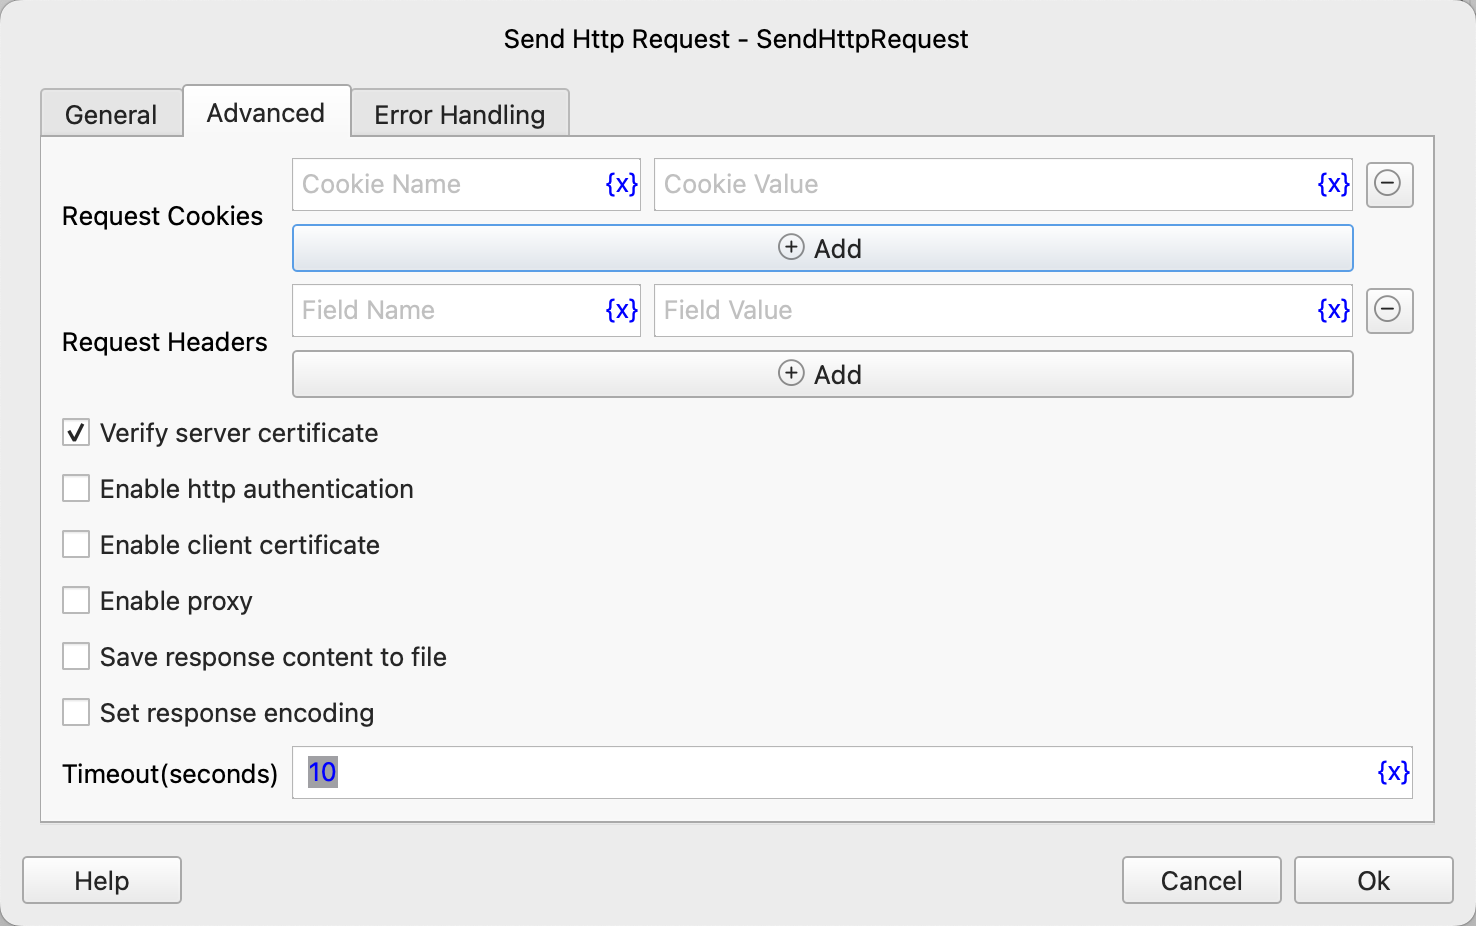 Send Http Request - SendHttpRequest
General Advanced Error Handling
Cookie Name {x} Cookie Value {x}
Request Cookies
Add
Field Name {x} Field Value {x}
Request Headers
Add
Verify server certificate
Enable http authentication
Enable client certificate
Enable proxy
Save response content to file
Set response encoding
Timeout(seconds) 10 {x}
Help Cancel Ok